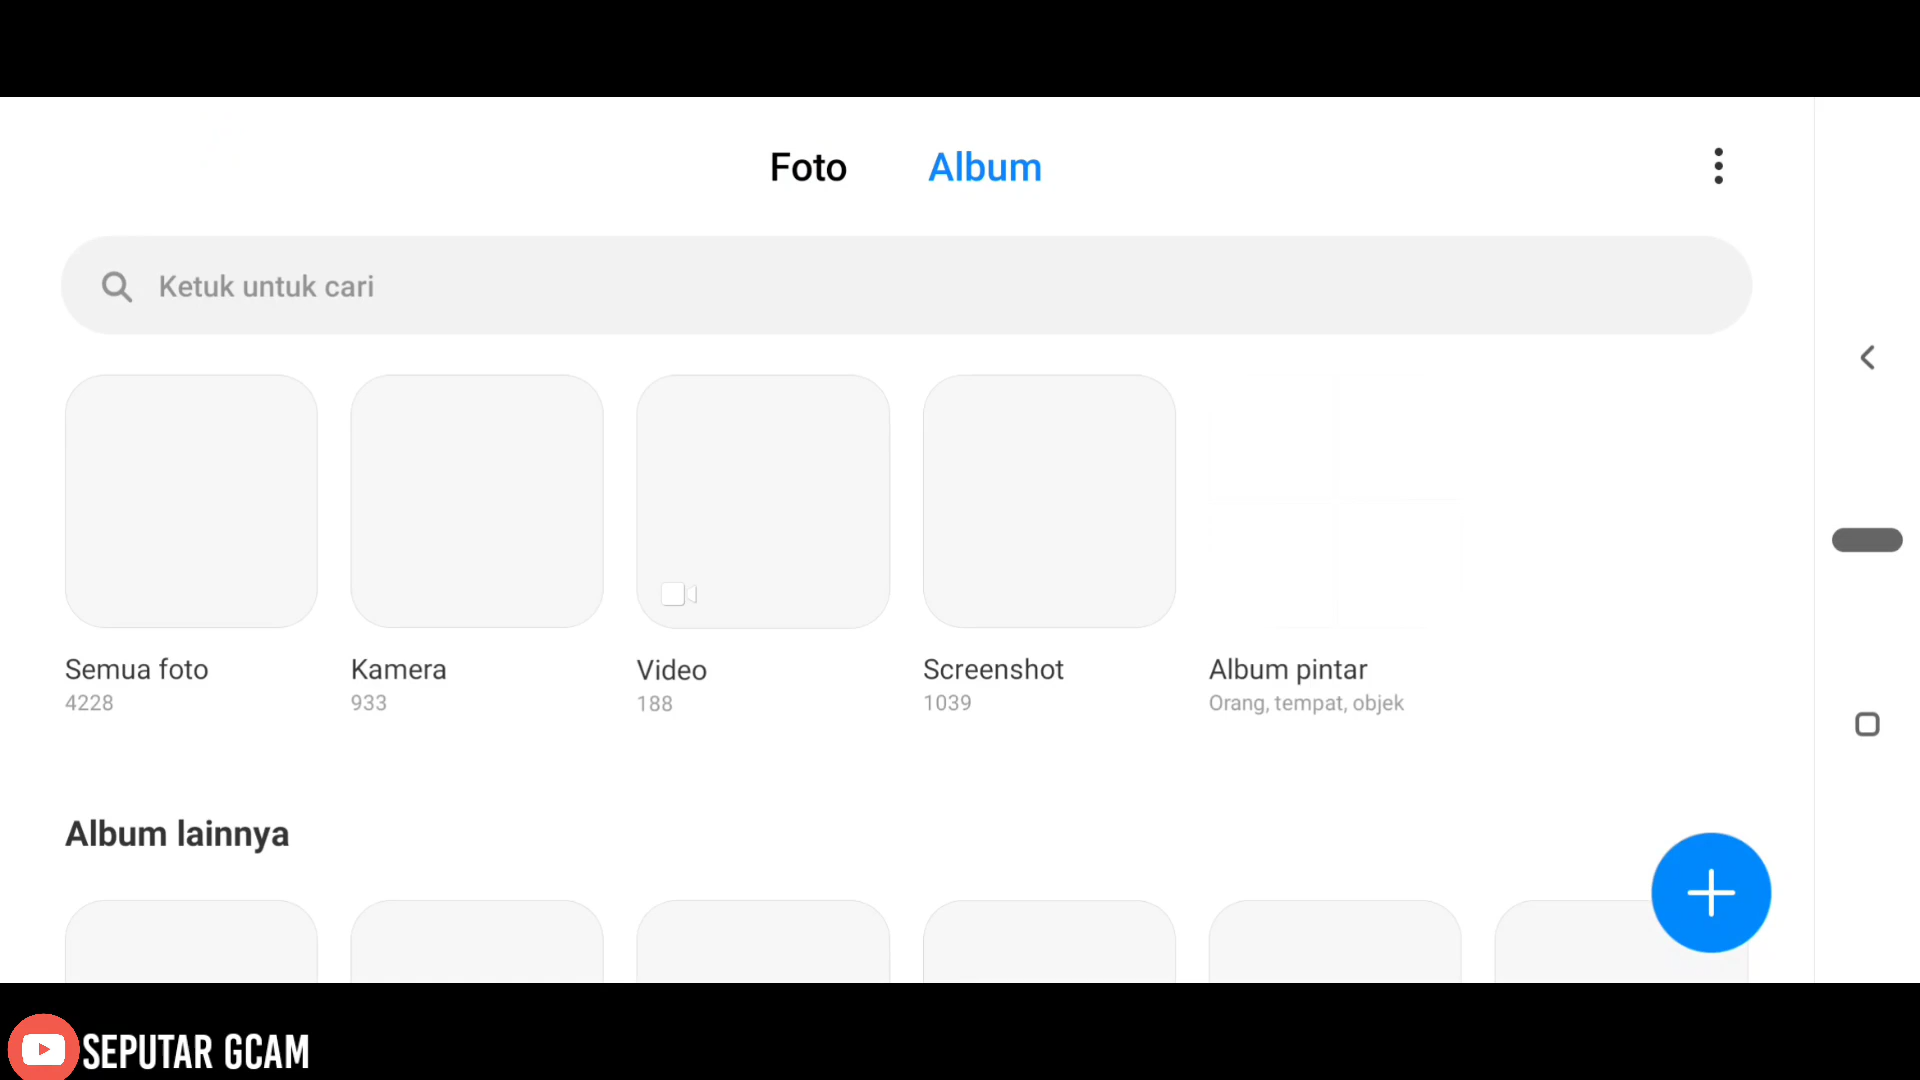 Foto Album
Ketuk untuk cari
Semua foto
4228
Kamera
933
Video
188
Screenshot
1039
Album pintar
Orang, tempat, objek
Album lainnya
SEPUTAR GCAM